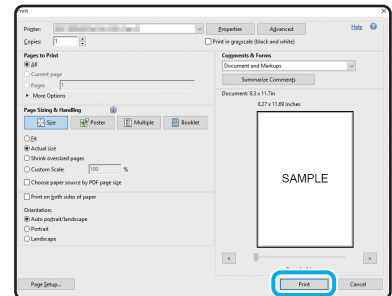 Print
Printer: Properties Advanced Help
Copies: 1 Print in grayscale (black and white)
Pages to Print
All
Current page
Pages 1
More Options
Comments & Forms
Document and Markups
Summarize Comments
Document: 8.3 x 11.7in
8.27 x 11.69 Inches
Page Sizing & Handling
Size Poster Multiple Booklet
Fit
Actual size
Shrink oversized pages
Custom Scale: 100 %
Choose paper source by PDF page size
Print on both sides of paper
Orientation:
Auto portrait/landscape
Portrait
Landscape
SAMPLE
< >
Page Setup... Print Cancel